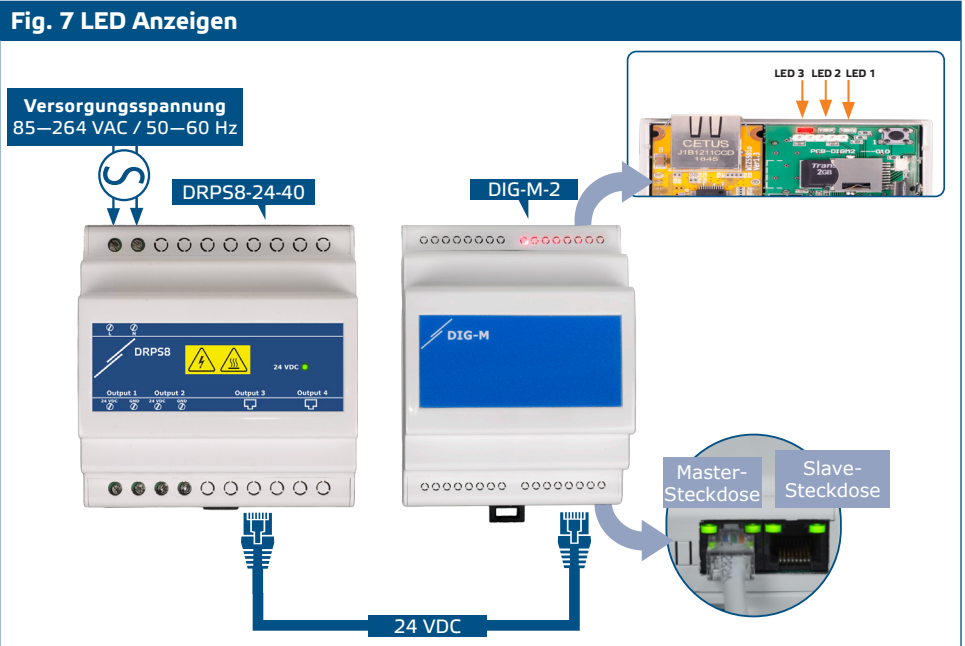 Fig. 7 LED Anzeigen
LED 3 LED 2 LED 1
Versorgungsspannung
85—264 VAC / 50—60 Hz
CETUS
J1B1211CCD
1645
PCB-DIGM2
Trans
2GB
DRPS8-24-40
DIG-M-2
L N
DRPS8
24 VDC
Output 1 Output 2 Output 3 Output 4
24 VDC GND 24 VDC GND
DIG-M
Master-
Steckdose
Slave-
Steckdose
24 VDC